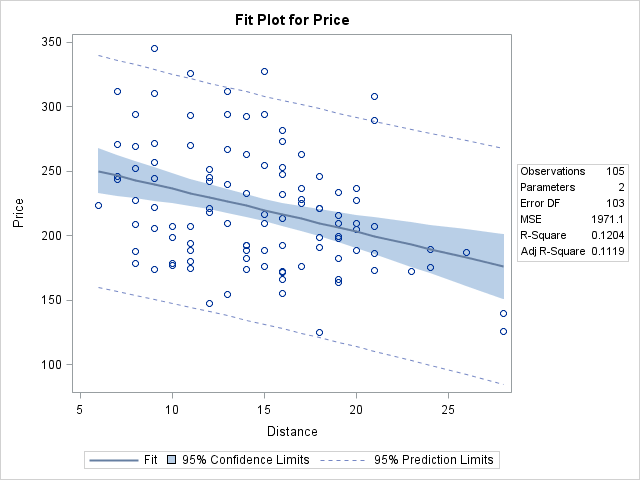 Fit Plot for Price
350
300
250
200
150
100
Price
5
10
15
20
25
Distance
Observations 105
Parameters 2
Error DF 103
MSE 1971.1
R-Square 0.1204
Adj R-Square 0.1119
Fit 95% Confidence Limits 95% Prediction Limits